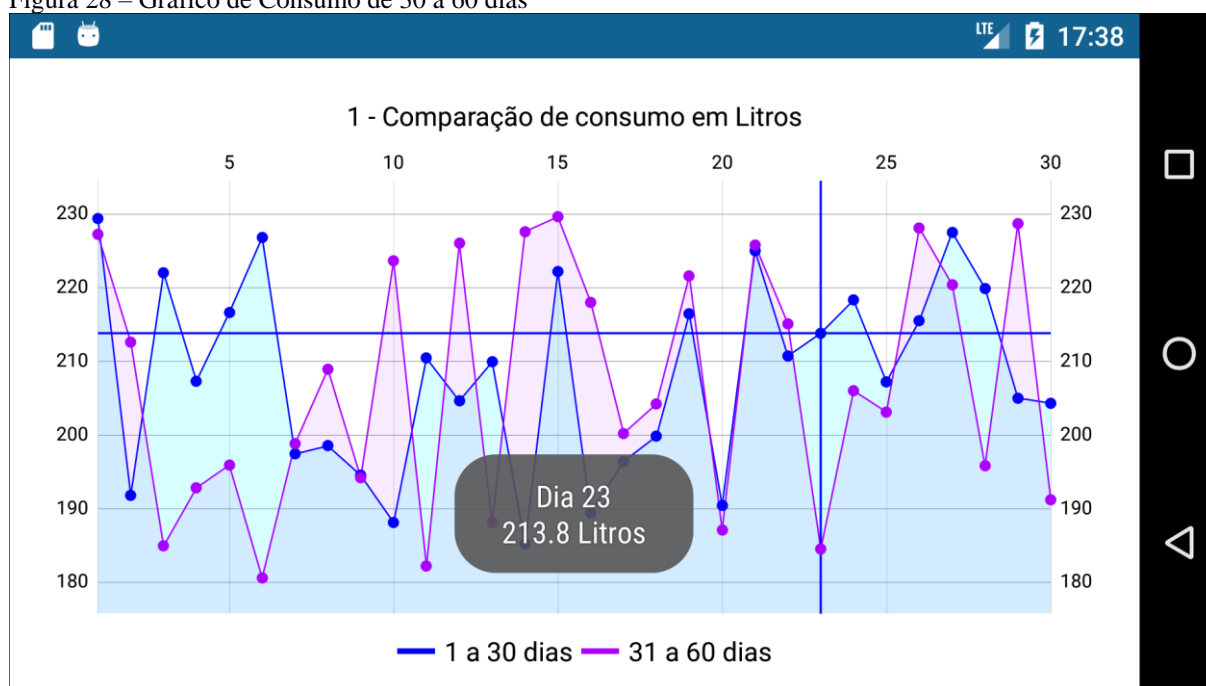 Figura 28 – Gráfico de Consumo de 30 a 60 dias
LTE 17:38
1 - Comparação de consumo em Litros
5 10 15 20 25 30
230 230
220 220
210 210
200 200
190 190
180 180
Dia 23
213.8 Litros
1 a 30 dias 31 a 60 dias